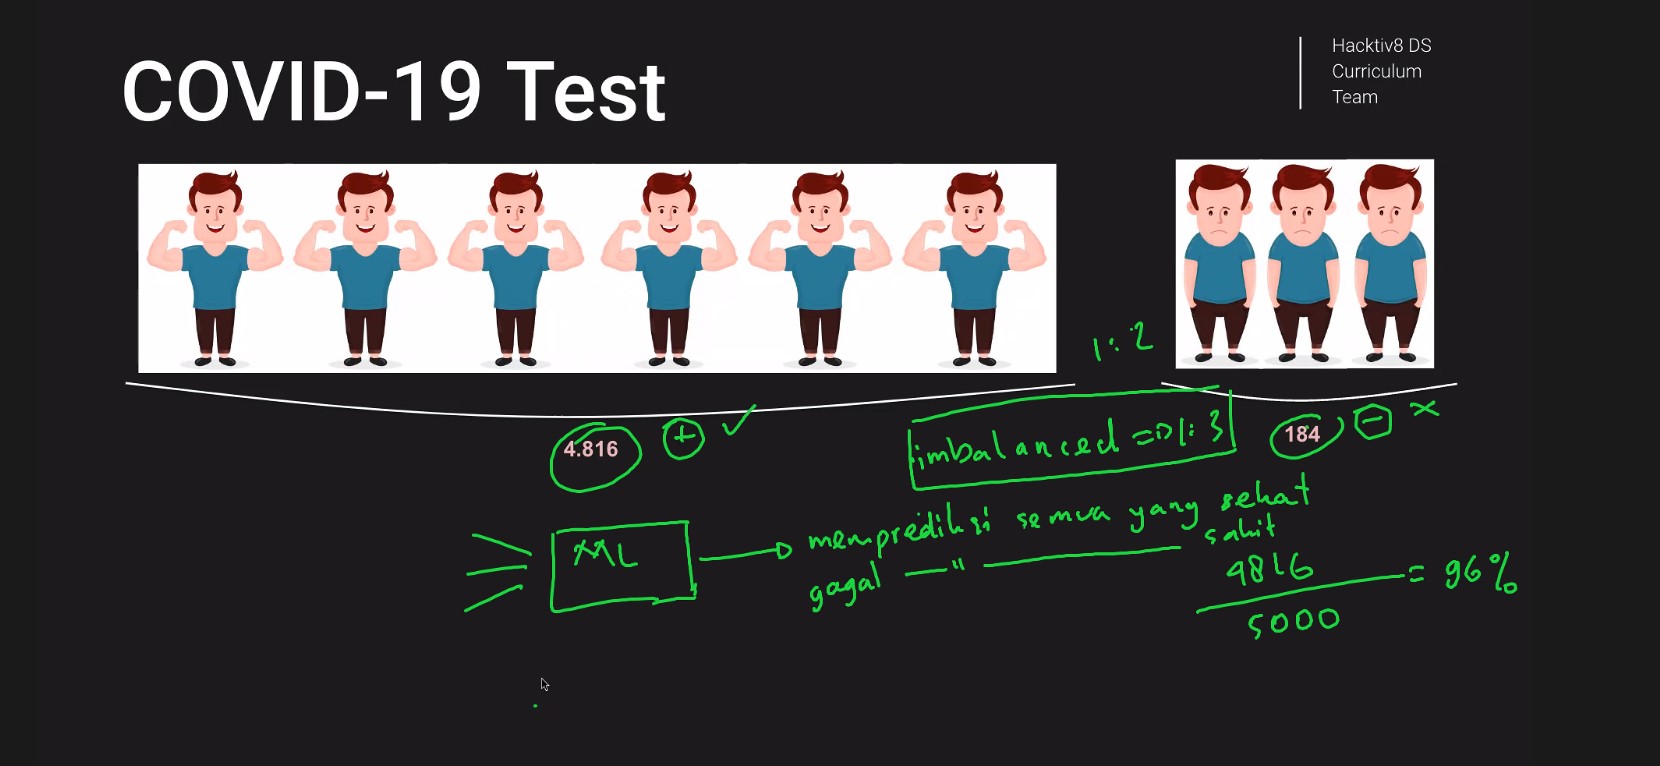 COVID-19 Test
Hacktiv8 DS
Curriculum
Team
1:2
4.816 + ✓
imbalanced => 1:3
184 - ×
ML
memprediksi semua yang sehat
gagal —"— sakit
4816
5000
= 96%